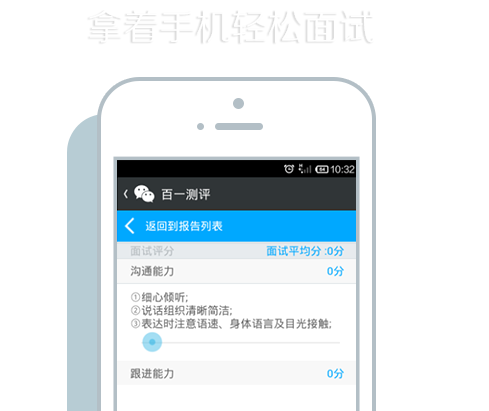 拿着手机轻松面试
10:32
百一测评
返回到报告列表
面试评分 面试平均分 :0分
沟通能力 0分
①细心倾听;
②说话组织清晰简洁;
③表达时注意语速、身体语言及目光接触;
跟进能力 0分